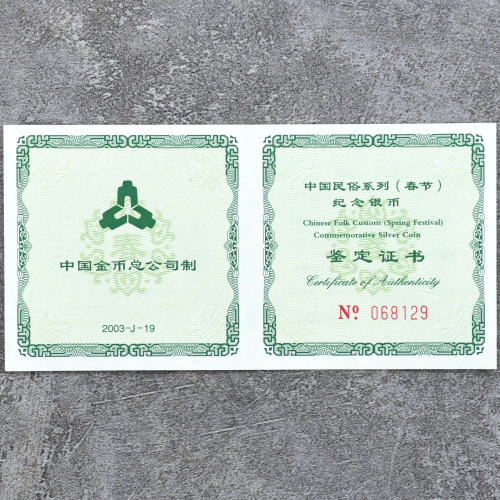 中国金币总公司制
2003-J-19
中国民俗系列（春节）
纪念银币
Chinese Folk Custom (Spring Festival)
Commemorative Silver Coin
鉴定证书
Certificate of Authenticity
Nº 068129